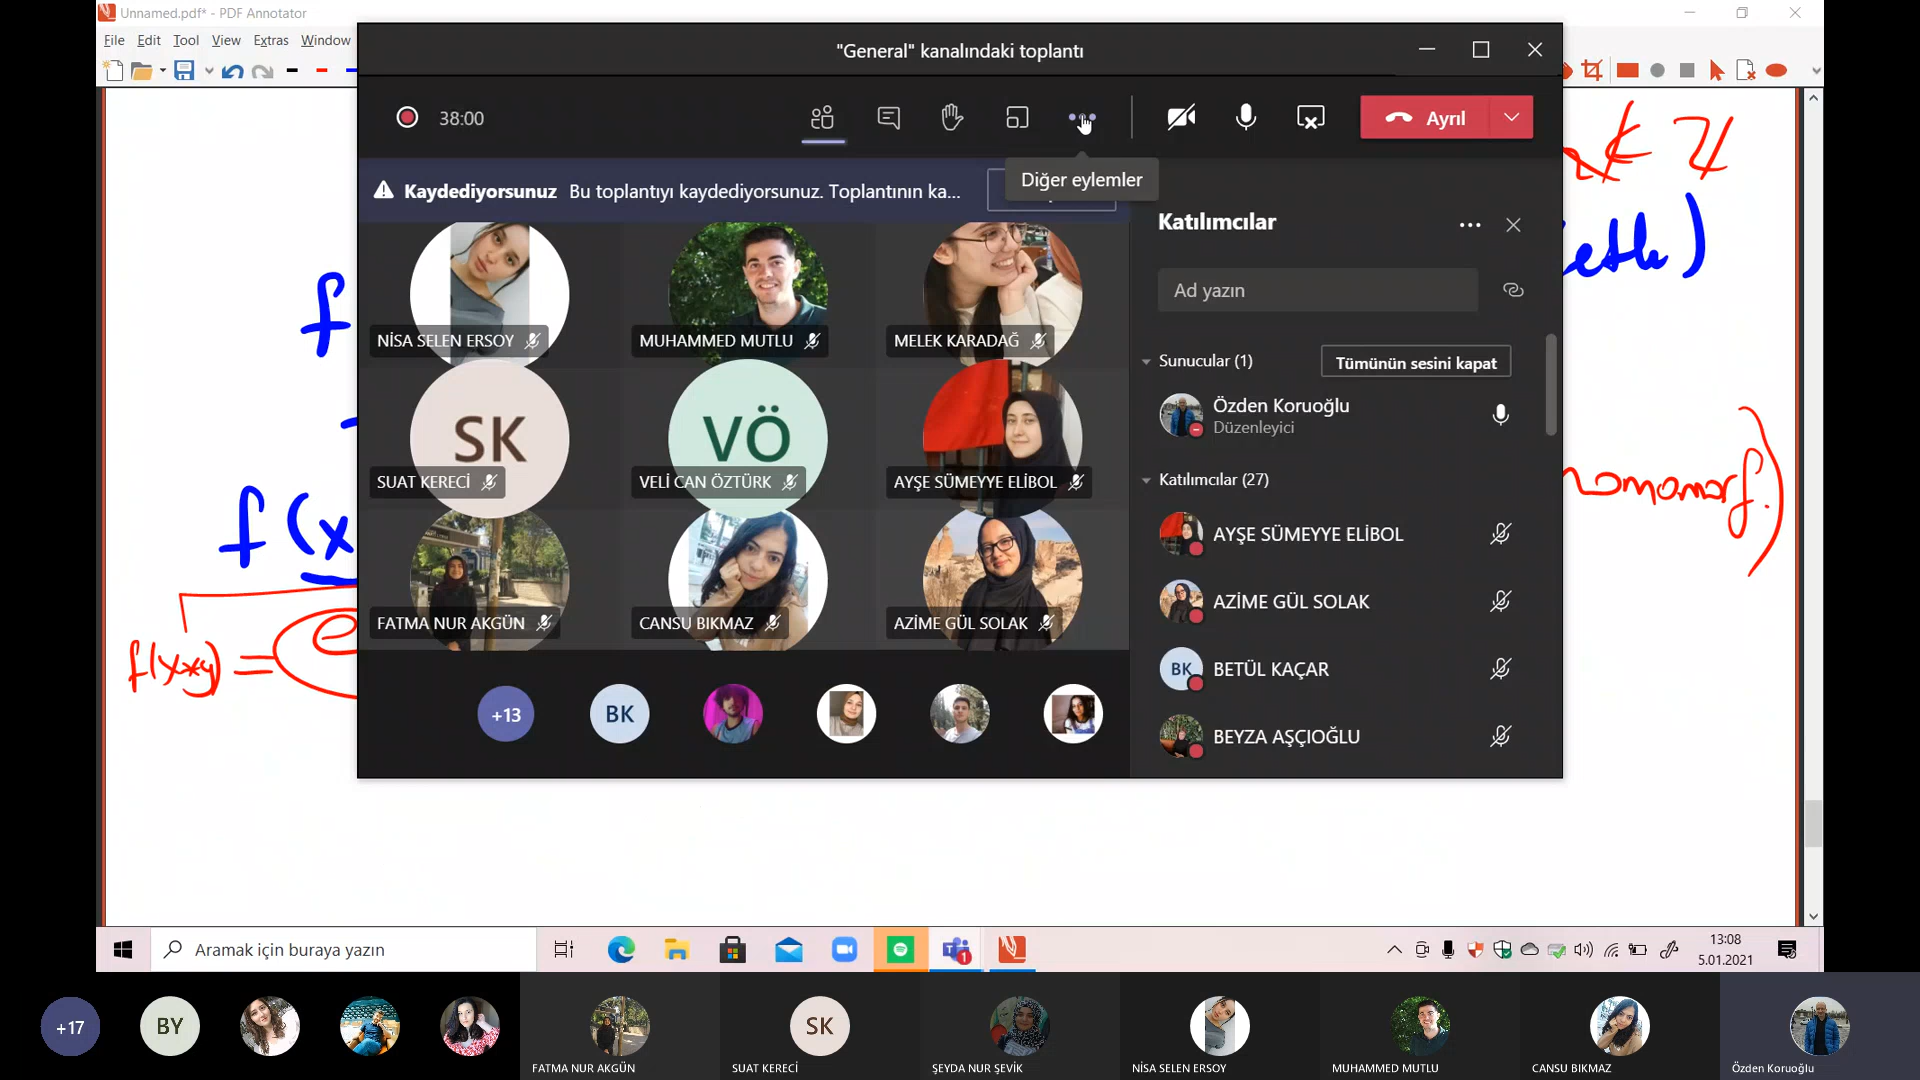 Unnamed.pdf* - PDF Annotator
File Edit Tool View Extras Window
"General" kanalındaki toplantı
38:00
Ayrıl
Diğer eylemler
Kaydediyorsunuz Bu toplantıyı kaydediyorsunuz. Toplantının ka...
NİSA SELEN ERSOY
MUHAMMED MUTLU
MELEK KARADAĞ
SK
SUAT KERECİ
VÖ
VELİ CAN ÖZTÜRK
AYŞE SÜMEYYE ELİBOL
FATMA NUR AKGÜN
CANSU BIKMAZ
AZİME GÜL SOLAK
+13
BK
Katılımcılar
Ad yazın
Sunucular (1)
Tümünün sesini kapat
Özden Koruoğlu
Düzenleyici
Katılımcılar (27)
AYŞE SÜMEYYE ELİBOL
AZİME GÜL SOLAK
BK
BETÜL KAÇAR
BEYZA AŞÇIOĞLU
f
f(x
f(x*y) = e
homomorf.)
Aramak için buraya yazın
1
13:08
5.01.2021
+17
BY
FATMA NUR AKGÜN
SK
SUAT KERECİ
ŞEYDA NUR ŞEVİK
NİSA SELEN ERSOY
MUHAMMED MUTLU
CANSU BIKMAZ
Özden Koruoğlu